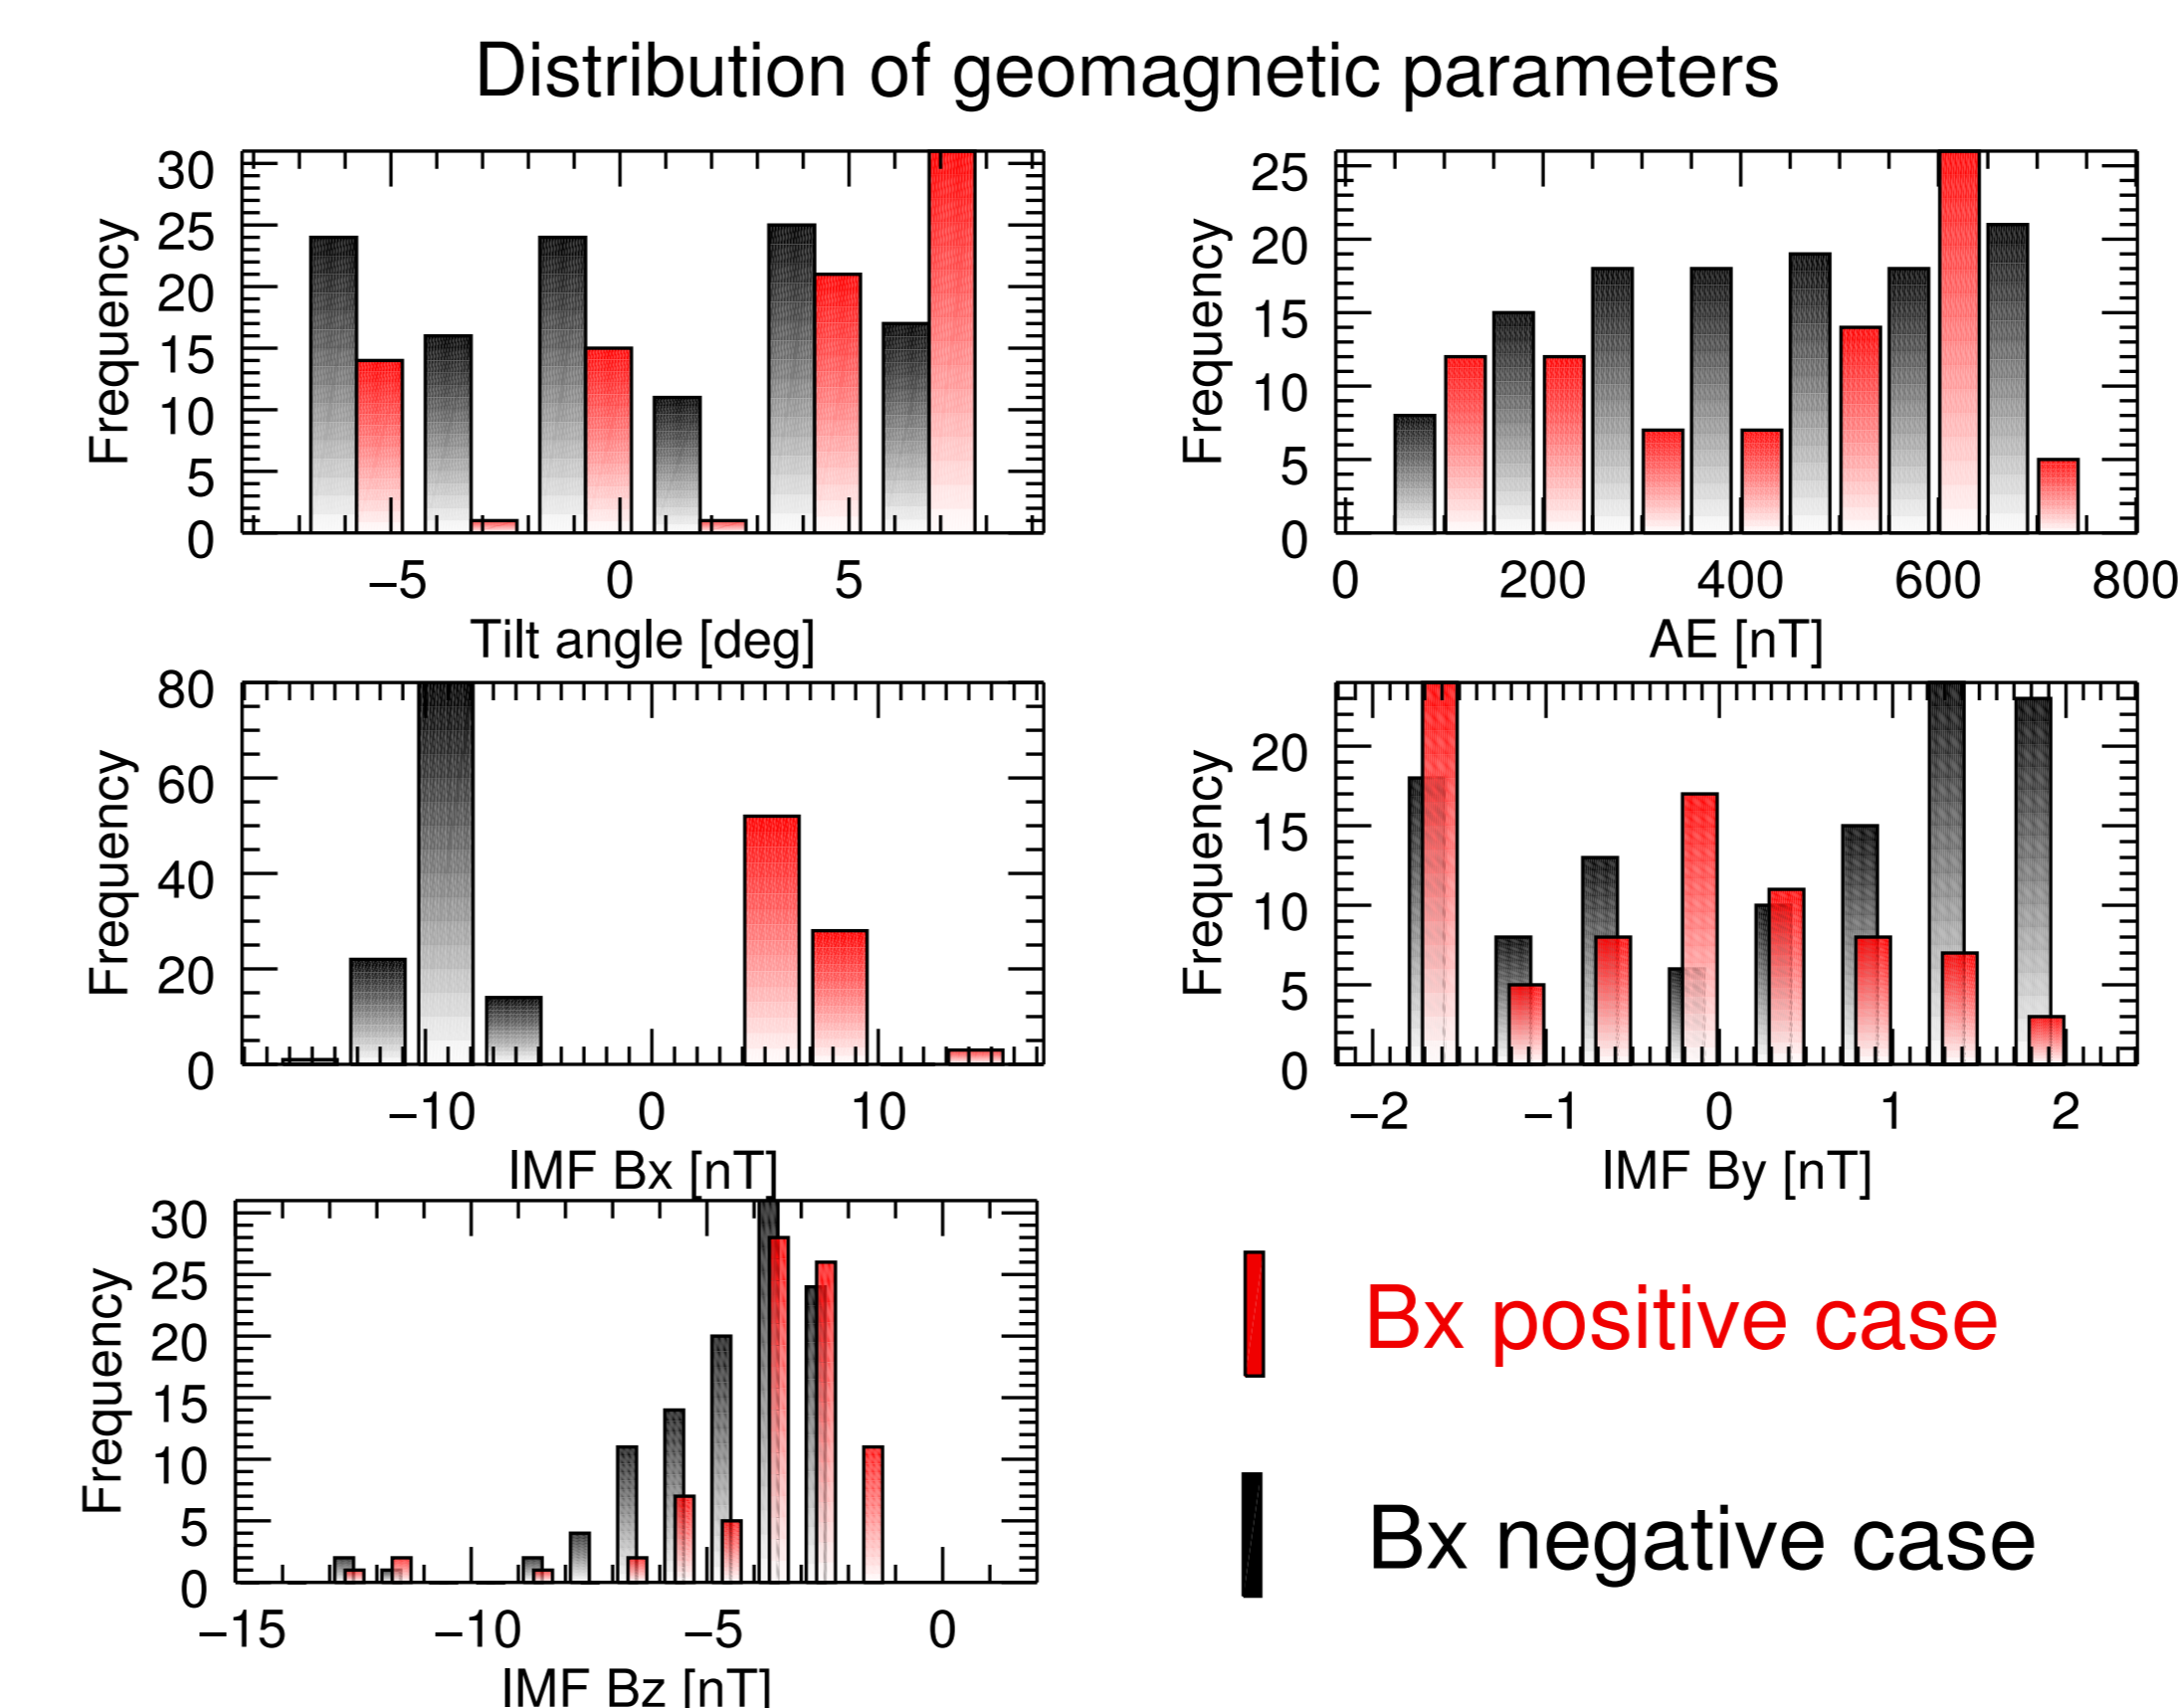 Distribution of geomagnetic parameters
30
25
20
15
10
5
0
Frequency
−5 0 5
Tilt angle [deg]
25
20
15
10
5
0
Frequency
0 200 400 600 800
AE [nT]
80
60
40
20
0
Frequency
−10 0 10
IMF Bx [nT]
20
15
10
5
0
Frequency
−2 −1 0 1 2
IMF By [nT]
30
25
20
15
10
5
0
Frequency
−15 −10 −5 0
IMF Bz [nT]
Bx positive case
Bx negative case